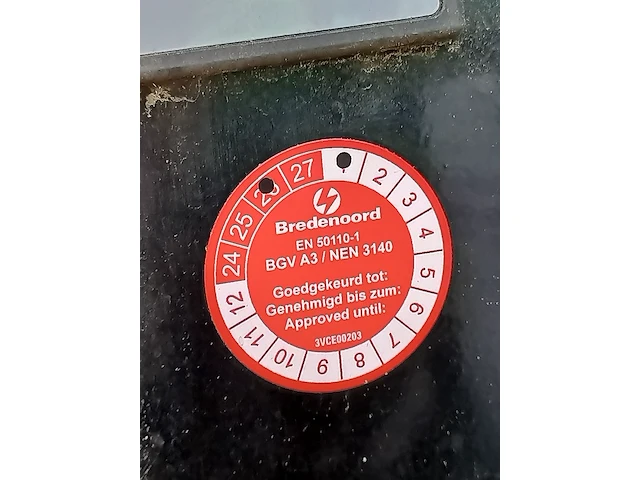 24 25 27
2 3 4 5 6 7 8 9 10 11 12
Bredenoord
EN 50110-1
BGV A3 / NEN 3140
Goedgekeurd tot:
Genehmigd bis zum:
Approved until:
3VCE00203